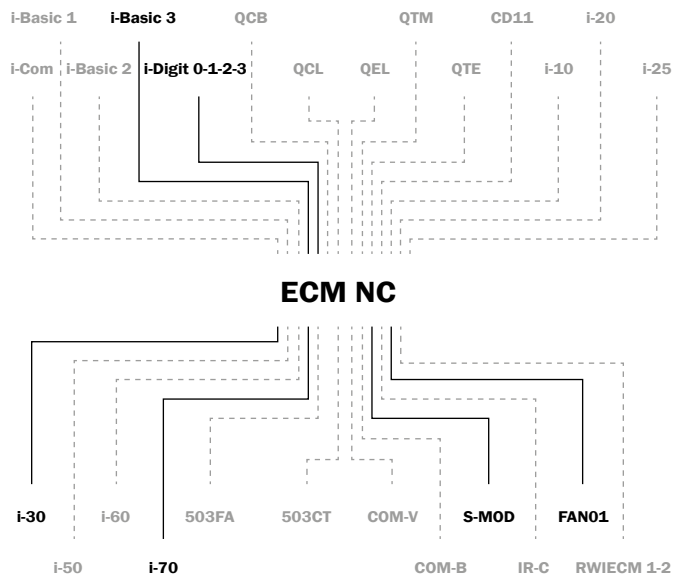 i-Basic 1 i-Basic 3 QCB QTM CD11 i-20
i-Com i-Basic 2 i-Digit 0-1-2-3 QCL QEL QTE i-10 i-25
ECM NC
i-30 i-60 503FA 503CT COM-V S-MOD FAN01
i-50 i-70 COM-B IR-C RWIECM 1-2